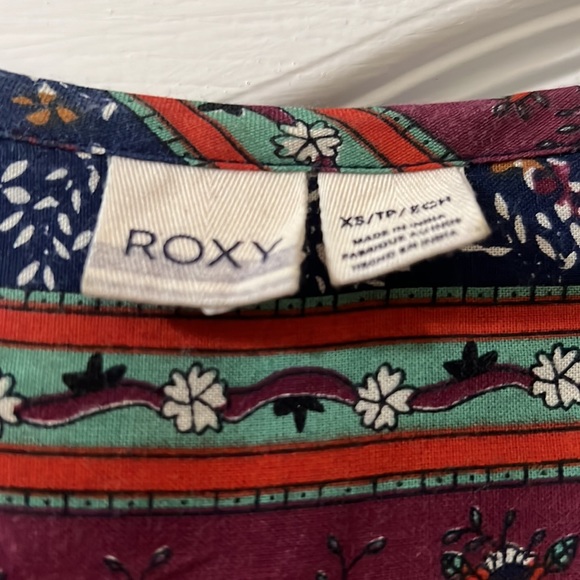 ROXY
XS/TP/ECH
MADE IN INDIA
FABRIQUÉ EN INDE
HECHO EN INDIA